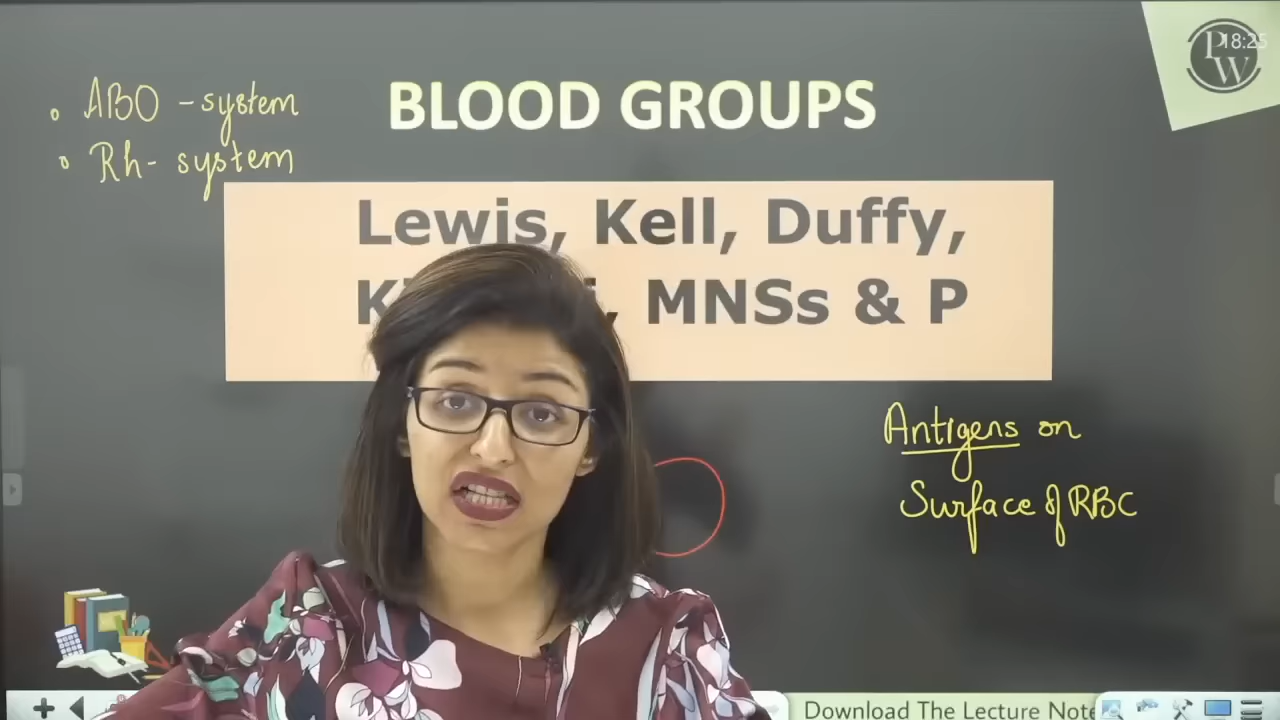 PW
18:25
BLOOD GROUPS
• ABO - system
• Rh- system
Lewis, Kell, Duffy,
MNSs & P
Antigens on
Surface of RBC
Download The Lecture